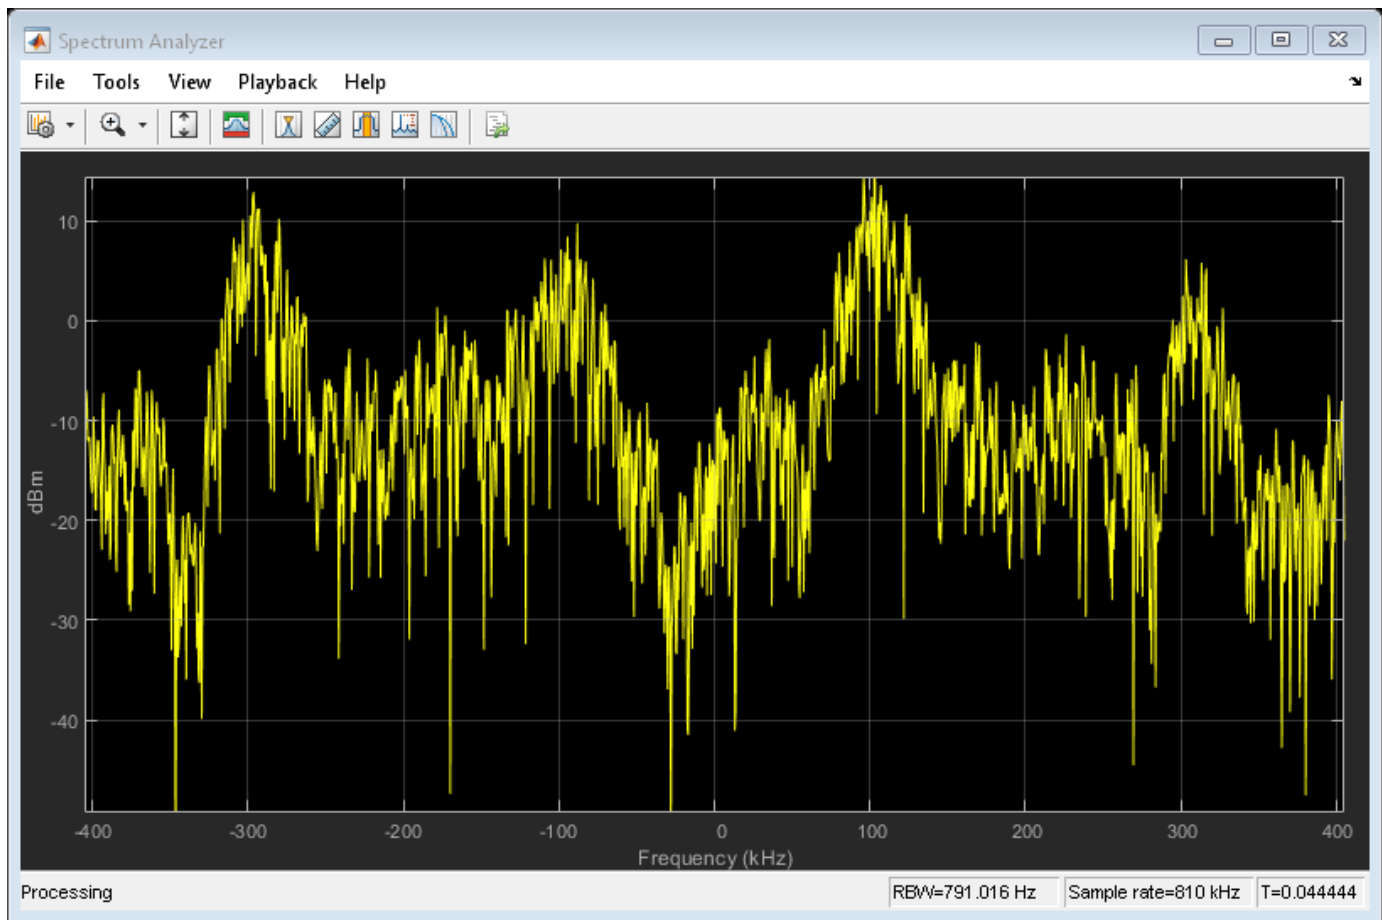 Spectrum Analyzer
File Tools View Playback Help
10
0
-10
-20
-30
-40
dBm
-400 -300 -200 -100 0 100 200 300 400
Frequency (kHz)
Processing RBW=791.016 Hz Sample rate=810 kHz T=0.044444